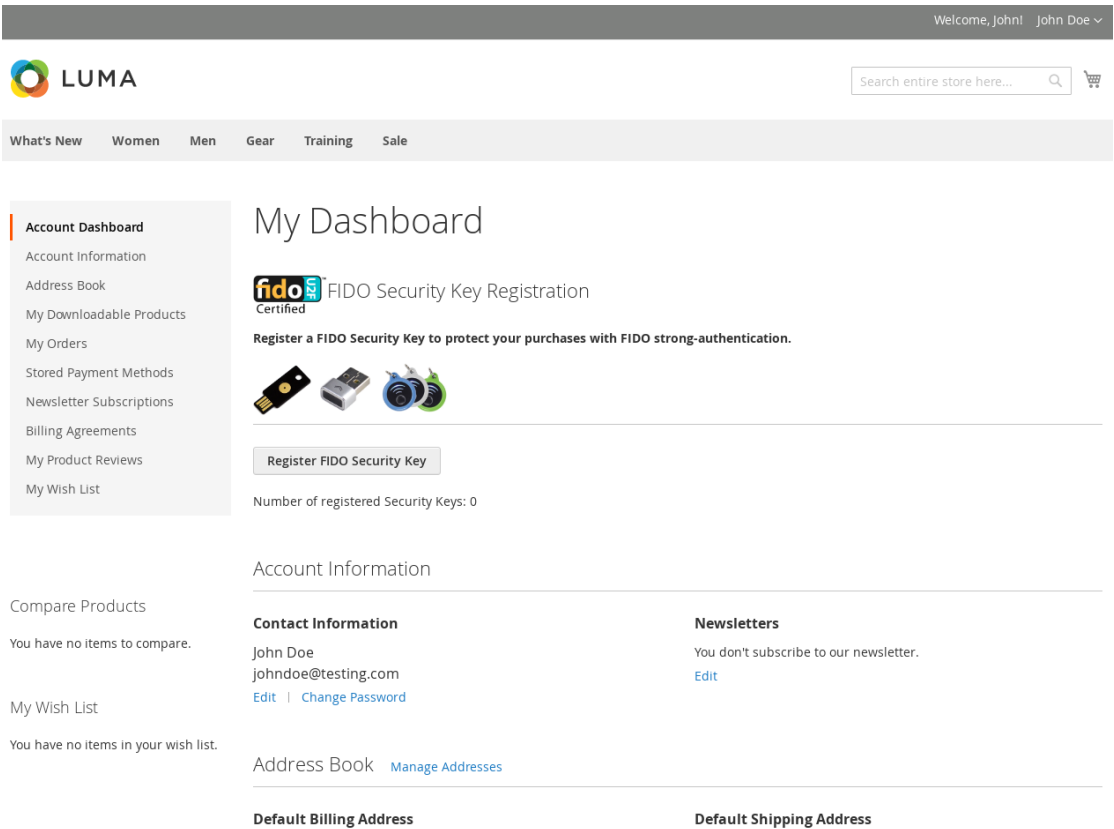 Welcome, John! John Doe
LUMA
Search entire store here...
What's New Women Men Gear Training Sale
Account Dashboard
Account Information
Address Book
My Downloadable Products
My Orders
Stored Payment Methods
Newsletter Subscriptions
Billing Agreements
My Product Reviews
My Wish List
Compare Products
You have no items to compare.
My Wish List
You have no items in your wish list.
My Dashboard
fido U2F ™
Certified
FIDO Security Key Registration
Register a FIDO Security Key to protect your purchases with FIDO strong-authentication.
Register FIDO Security Key
Number of registered Security Keys: 0
Account Information
Contact Information
John Doe
johndoe@testing.com
Edit | Change Password
Newsletters
You don't subscribe to our newsletter.
Edit
Address Book Manage Addresses
Default Billing Address
Default Shipping Address